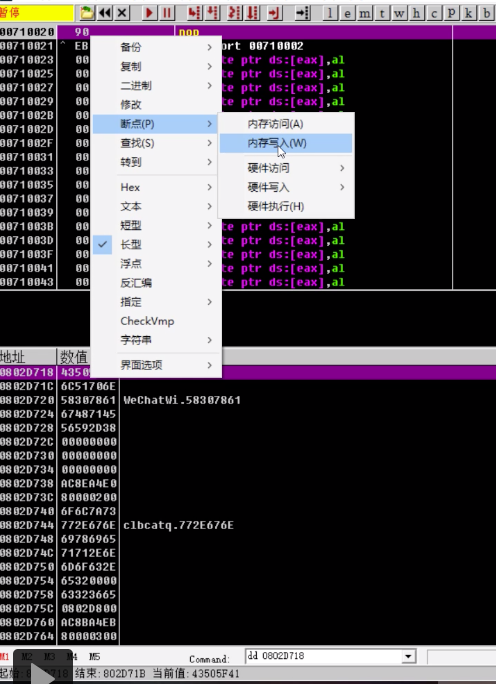 暂停 l e m t w h c P k b
00710020 90 nop
00710021 ^ EB ort 00710002
00710023 00 te ptr ds:[eax],al
00710025 00 te ptr ds:[eax],al
00710027 00 te ptr ds:[eax],al
00710029 00 te ptr ds:[eax],al
0071002B 00
0071002D 00
0071002F 00
00710031 00
00710033 00
00710035 00
00710037 00
00710039 00
0071003B 00 te ptr ds:[eax],al
0071003D 00 te ptr ds:[eax],al
0071003F 00 te ptr ds:[eax],al
00710041 00 te ptr ds:[eax],al
00710043 00 te ptr ds:[eax],al
备份
复制
二进制
修改
断点(P)
查找(S)
转到
Hex
文本
短型
长型
浮点
反汇编
指定
CheckVmp
字符串
界面选项
内存访问(A)
内存写入(W)
硬件访问
硬件写入
硬件执行(H)
地址 数值
0802D718 4350
0802D71C 6C51706E
0802D720 58307861 WeChatWi.58307861
0802D724 67487145
0802D728 56592D38
0802D72C 00000000
0802D730 00000000
0802D734 00000000
0802D738 AC8EA4E0
0802D73C 80000200
0802D740 6F6C7A73
0802D744 772E676E clbcatq.772E676E
0802D748 69786965
0802D74C 71712E6E
0802D750 6D6F632E
0802D754 65320000
0802D758 63323665
0802D75C 0802D800
0802D760 ACBBA4EB
0802D764 80000300
M1 M2 M3 M4 M5 Command: dd 0802D718
起始: D718 结束: 802D71B 当前值: 43505F41